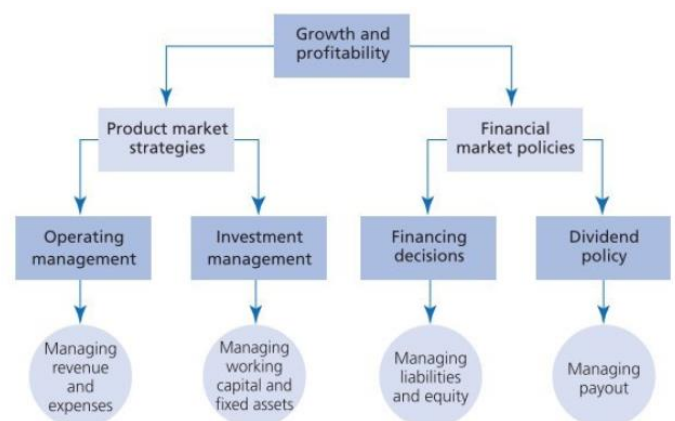 Growth and
profitability
Product market
strategies
Financial
market policies
Operating
management
Investment
management
Financing
decisions
Dividend
policy
Managing
revenue
and
expenses
Managing
working
capital and
fixed assets
Managing
liabilities
and equity
Managing
payout